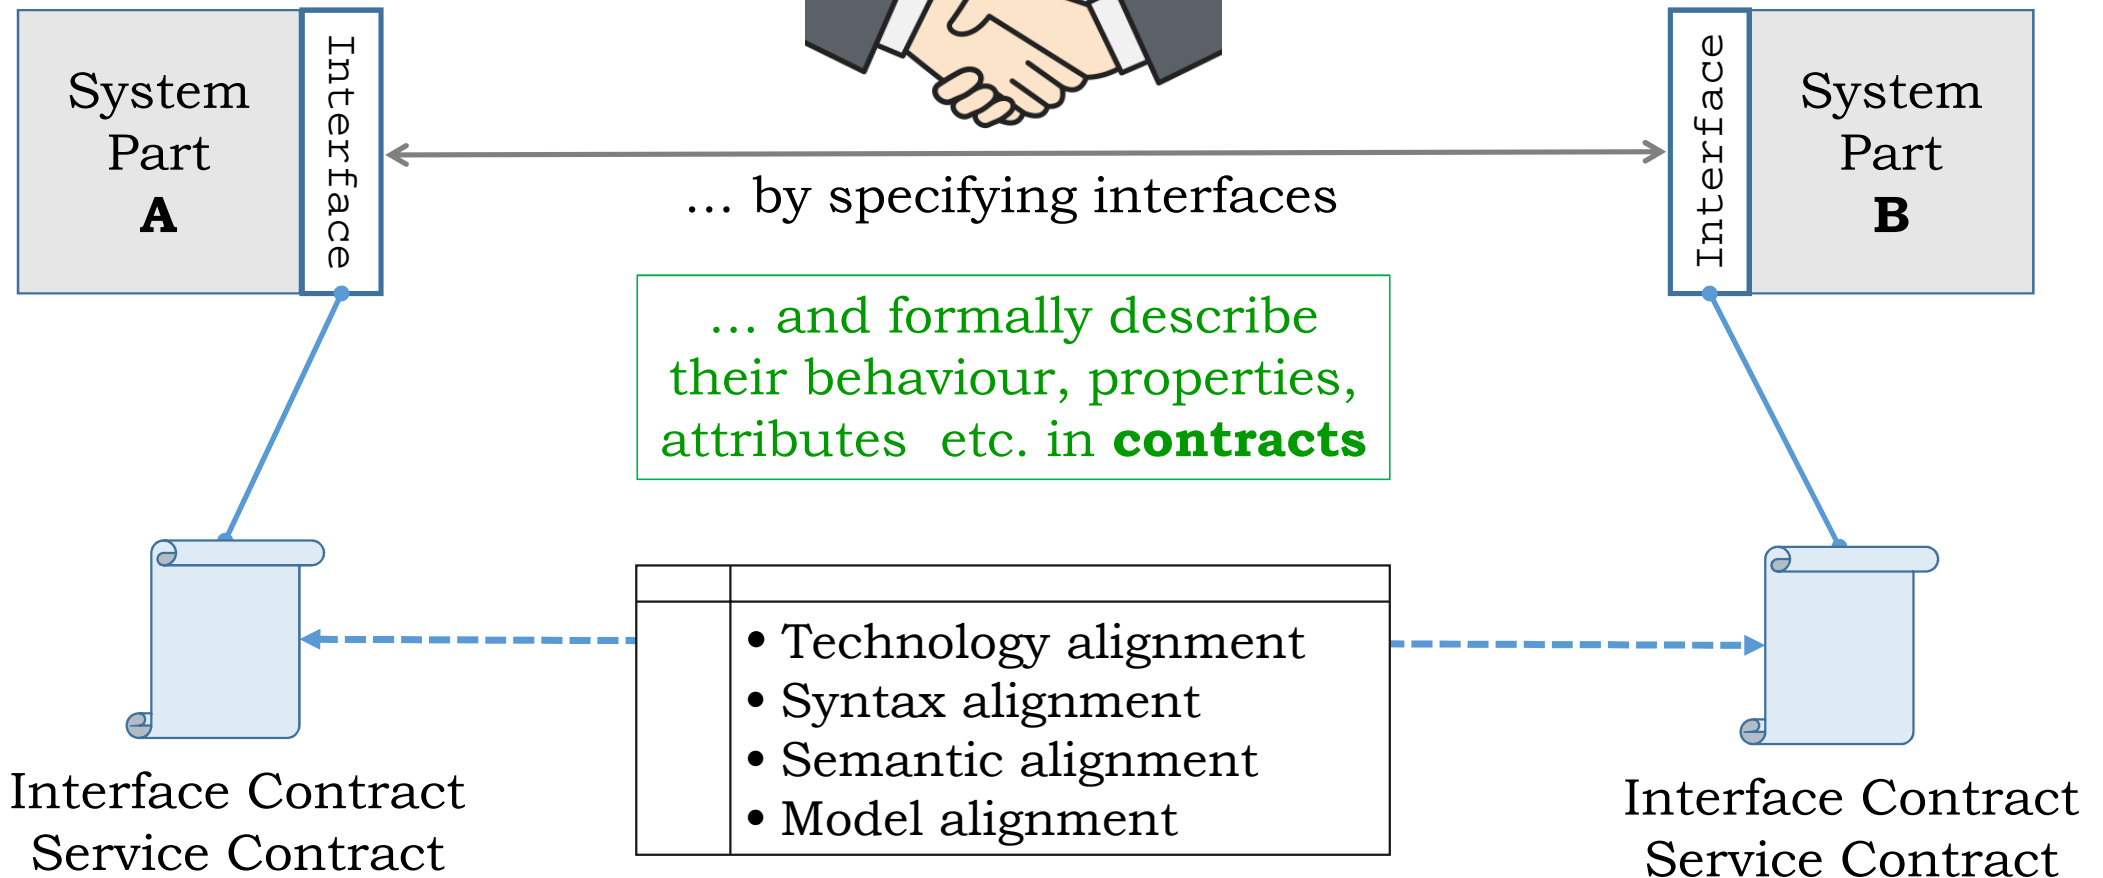 System
Part
A
Interface
Interface
System
Part
B
... by specifying interfaces
... and formally describe
their behaviour, properties,
attributes  etc. in contracts
• Technology alignment
• Syntax alignment
• Semantic alignment
• Model alignment
Interface Contract
Service Contract
Interface Contract
Service Contract